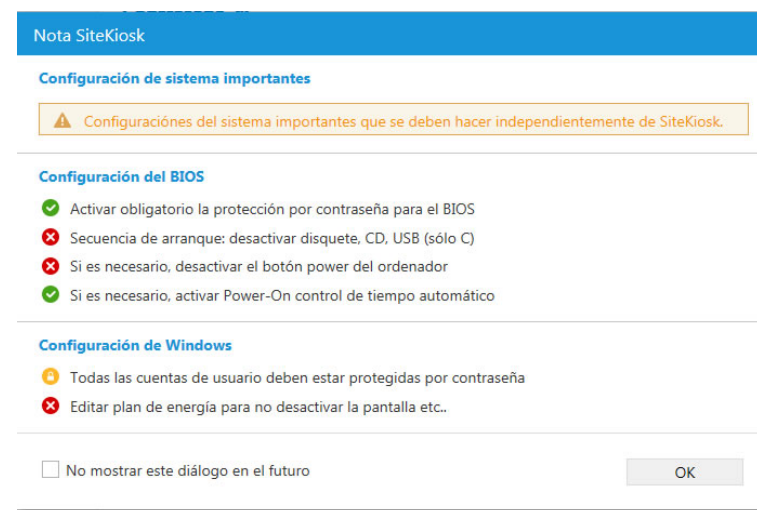 Nota SiteKiosk
Configuración de sistema importantes
Configuraciónes del sistema importantes que se deben hacer independientemente de SiteKiosk.
Configuración del BIOS
Activar obligatorio la protección por contraseña para el BIOS
Secuencia de arranque: desactivar disquete, CD, USB (sólo C)
Si es necesario, desactivar el botón power del ordenador
Si es necesario, activar Power-On control de tiempo automático
Configuración de Windows
Todas las cuentas de usuario deben estar protegidas por contraseña
Editar plan de energía para no desactivar la pantalla etc..
No mostrar este diálogo en el futuro
OK